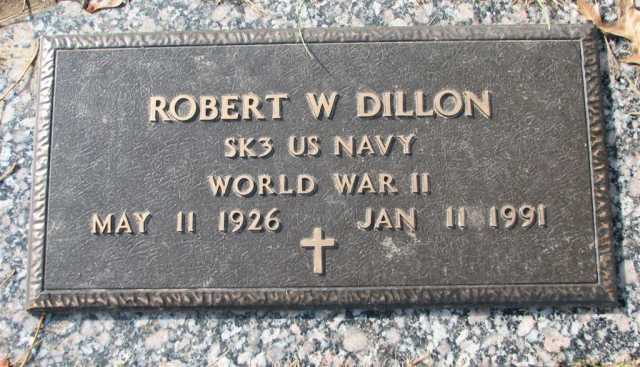 ROBERT W DILLON
SK3 US NAVY
WORLD WAR II
MAY 11 1926 JAN 11 1991